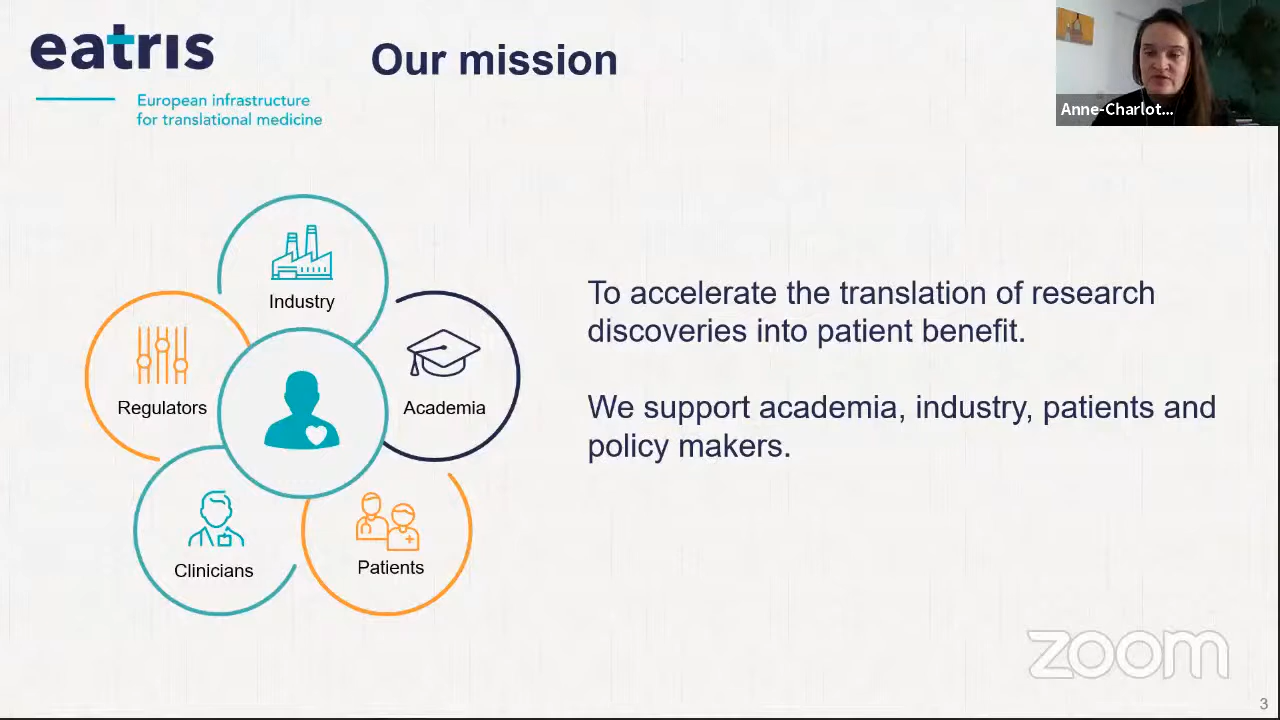 eatris
European infrastructure
for translational medicine
Our mission
Anne-Charlot...
Industry
Regulators
Academia
Clinicians
Patients
To accelerate the translation of research
discoveries into patient benefit.
We support academia, industry, patients and
policy makers.
zoom
3